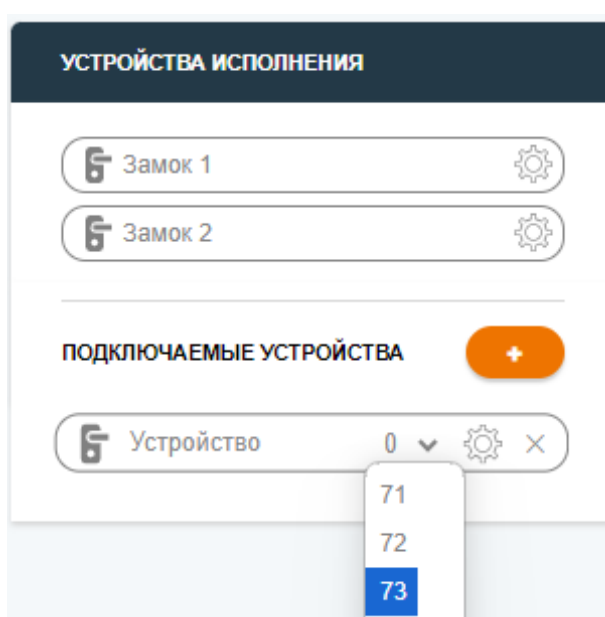 УСТРОЙСТВА ИСПОЛНЕНИЯ
Замок 1
Замок 2
ПОДКЛЮЧАЕМЫЕ УСТРОЙСТВА +
Устройство 0
71
72
73